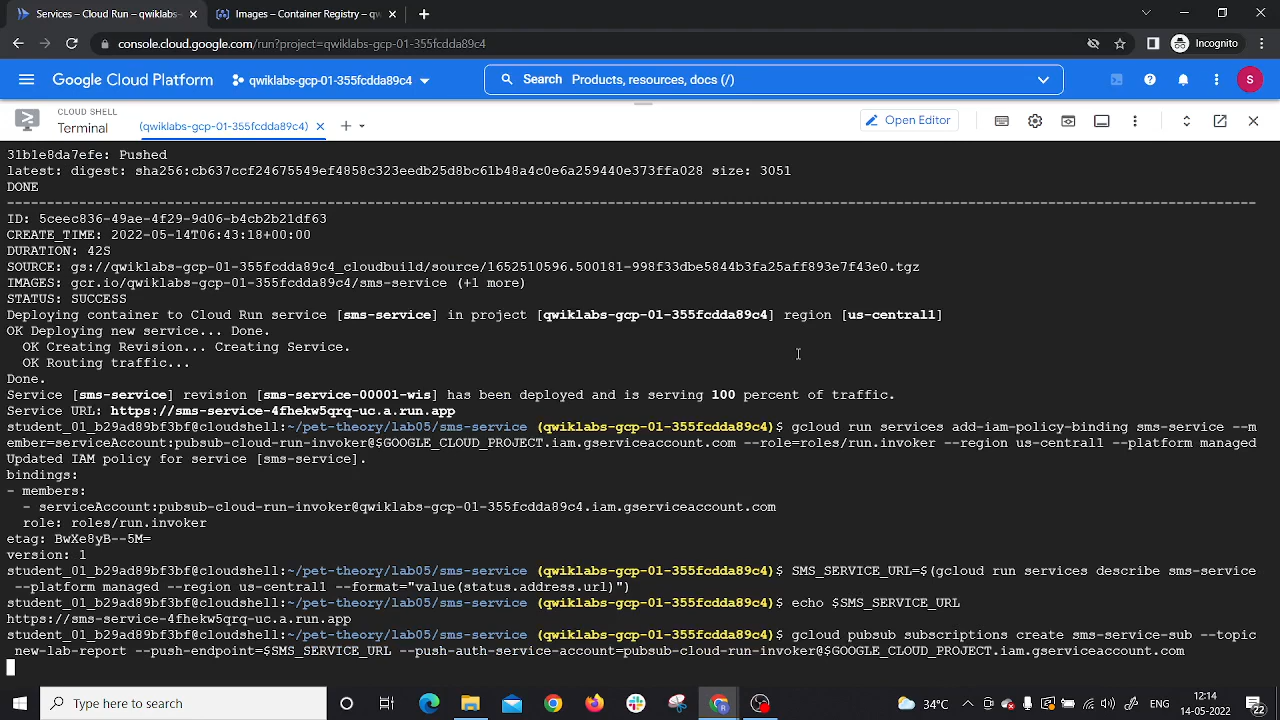 Services – Cloud Run – qwiklabs-
Images – Container Registry – qw
console.cloud.google.com/run?project=qwiklabs-gcp-01-355fcdda89c4
Incognito
Google Cloud Platform
qwiklabs-gcp-01-355fcdda89c4
Search Products, resources, docs (/)
S
CLOUD SHELL
Terminal
(qwiklabs-gcp-01-355fcdda89c4)
Open Editor
31b1e8da7efe: Pushed
latest: digest: sha256:cb637ccf24675549ef4858c323eedb25d8bc61b48a4c0e6a259440e373ffa028 size: 3051
DONE
ID: 5ceec836-49ae-4f29-9d06-b4cb2b21df63
CREATE_TIME: 2022-05-14T06:43:18+00:00
DURATION: 42S
SOURCE: gs://qwiklabs-gcp-01-355fcdda89c4_cloudbuild/source/1652510596.500181-998f33dbe5844b3fa25aff893e7f43e0.tgz
IMAGES: gcr.io/qwiklabs-gcp-01-355fcdda89c4/sms-service (+1 more)
STATUS: SUCCESS
Deploying container to Cloud Run service [sms-service] in project [qwiklabs-gcp-01-355fcdda89c4] region [us-central1]
OK Deploying new service... Done.
OK Creating Revision... Creating Service.
OK Routing traffic...
Done.
Service [sms-service] revision [sms-service-00001-wis] has been deployed and is serving 100 percent of traffic.
Service URL: https://sms-service-4fhekw5qrq-uc.a.run.app
student_01_b29ad89bf3bf@cloudshell:~/pet-theory/lab05/sms-service (qwiklabs-gcp-01-355fcdda89c4)$ gcloud run services add-iam-policy-binding sms-service --m
ember=serviceAccount:pubsub-cloud-run-invoker@$GOOGLE_CLOUD_PROJECT.iam.gserviceaccount.com --role=roles/run.invoker --region us-central1 --platform managed
Updated IAM policy for service [sms-service].
bindings:
- members:
- serviceAccount:pubsub-cloud-run-invoker@qwiklabs-gcp-01-355fcdda89c4.iam.gserviceaccount.com
role: roles/run.invoker
etag: BwXe8yB--5M=
version: 1
student_01_b29ad89bf3bf@cloudshell:~/pet-theory/lab05/sms-service (qwiklabs-gcp-01-355fcdda89c4)$ SMS_SERVICE_URL=$(gcloud run services describe sms-service
--platform managed --region us-central1 --format="value(status.address.url)")
student_01_b29ad89bf3bf@cloudshell:~/pet-theory/lab05/sms-service (qwiklabs-gcp-01-355fcdda89c4)$ echo $SMS_SERVICE_URL
https://sms-service-4fhekw5qrq-uc.a.run.app
student_01_b29ad89bf3bf@cloudshell:~/pet-theory/lab05/sms-service (qwiklabs-gcp-01-355fcdda89c4)$ gcloud pubsub subscriptions create sms-service-sub --topic
new-lab-report --push-endpoint=$SMS_SERVICE_URL --push-auth-service-account=pubsub-cloud-run-invoker@$GOOGLE_CLOUD_PROJECT.iam.gserviceaccount.com
Type here to search
34°C
ENG
12:14
14-05-2022
22